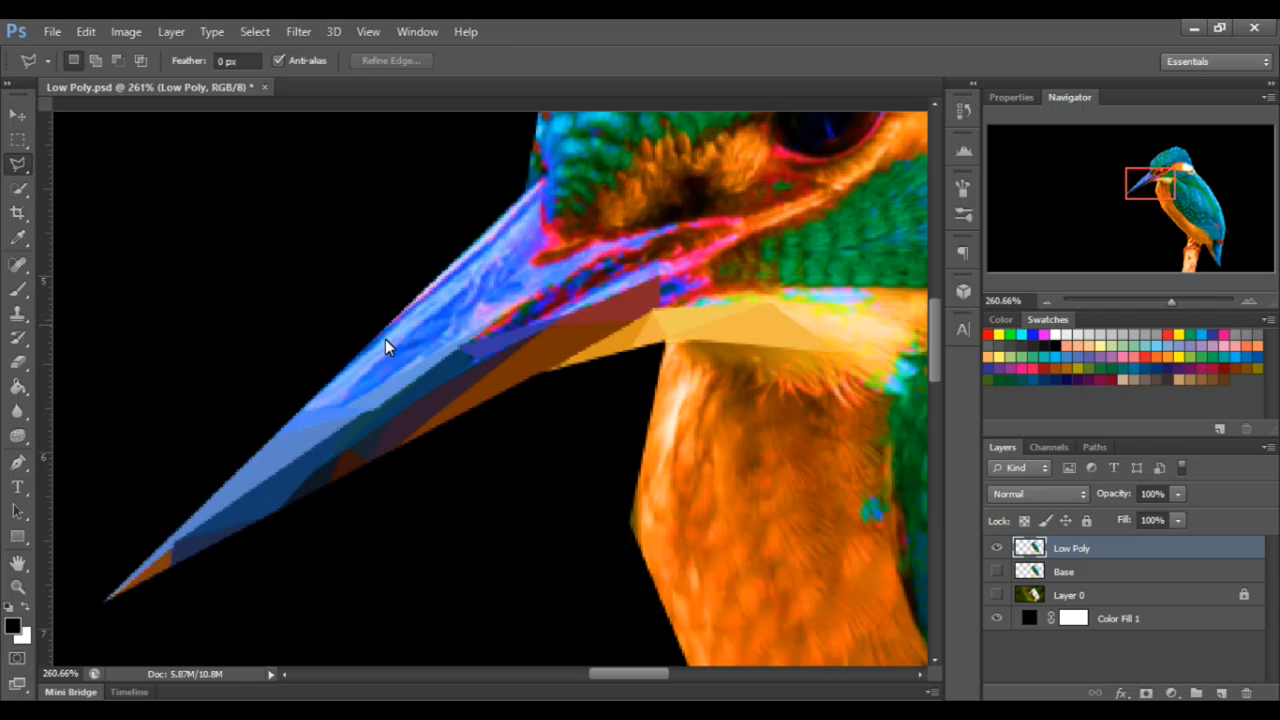 Ps File Edit Image Layer Type Select Filter 3D View Window Help
Feather: 0 px Anti-alias Refine Edge... Essentials
Low Poly.psd @ 261% (Low Poly, RGB/8) * ×
Properties Navigator
5
6
7
260.66%
Color Swatches
Layers Channels Paths
Kind
Normal Opacity: 100%
Lock: Fill: 100%
Low Poly
Base
Layer 0
Color Fill 1
260.66% Doc: 5.87M/10.8M
Mini Bridge Timeline